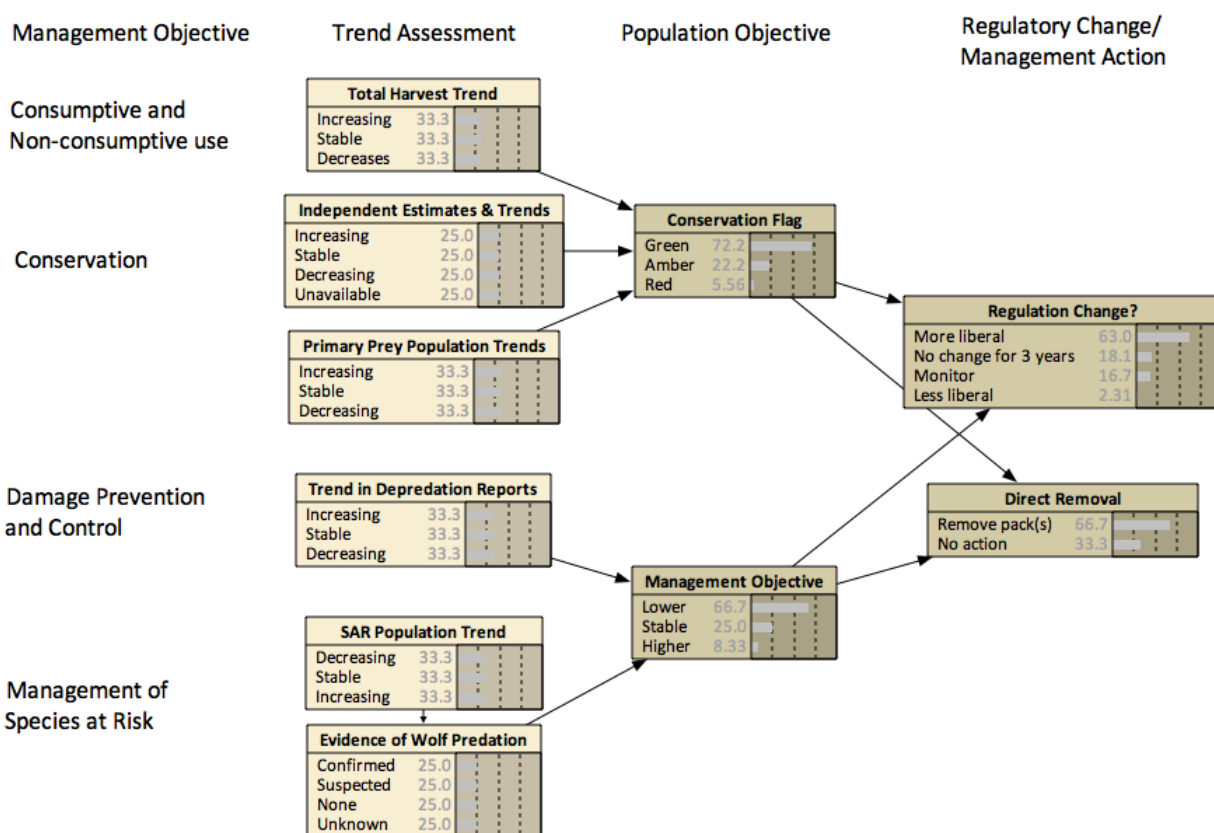 Management Objective
Trend Assessment
Population Objective
Regulatory Change/
Management Action
Consumptive and
Non-consumptive use
Total Harvest Trend
Increasing 33.3
Stable 33.3
Decreases 33.3
Conservation
Independent Estimates & Trends
Increasing 25.0
Stable 25.0
Decreasing 25.0
Unavailable 25.0
Primary Prey Population Trends
Increasing 33.3
Stable 33.3
Decreasing 33.3
Conservation Flag
Green 72.2
Amber 22.2
Red 5.56
Regulation Change?
More liberal 63.0
No change for 3 years 18.1
Monitor 16.7
Less liberal 2.31
Damage Prevention
and Control
Trend in Depredation Reports
Increasing 33.3
Stable 33.3
Decreasing 33.3
Direct Removal
Remove pack(s) 66.7
No action 33.3
Management Objective
Lower 66.7
Stable 25.0
Higher 8.33
Management of
Species at Risk
SAR Population Trend
Decreasing 33.3
Stable 33.3
Increasing 33.3
Evidence of Wolf Predation
Confirmed 25.0
Suspected 25.0
None 25.0
Unknown 25.0